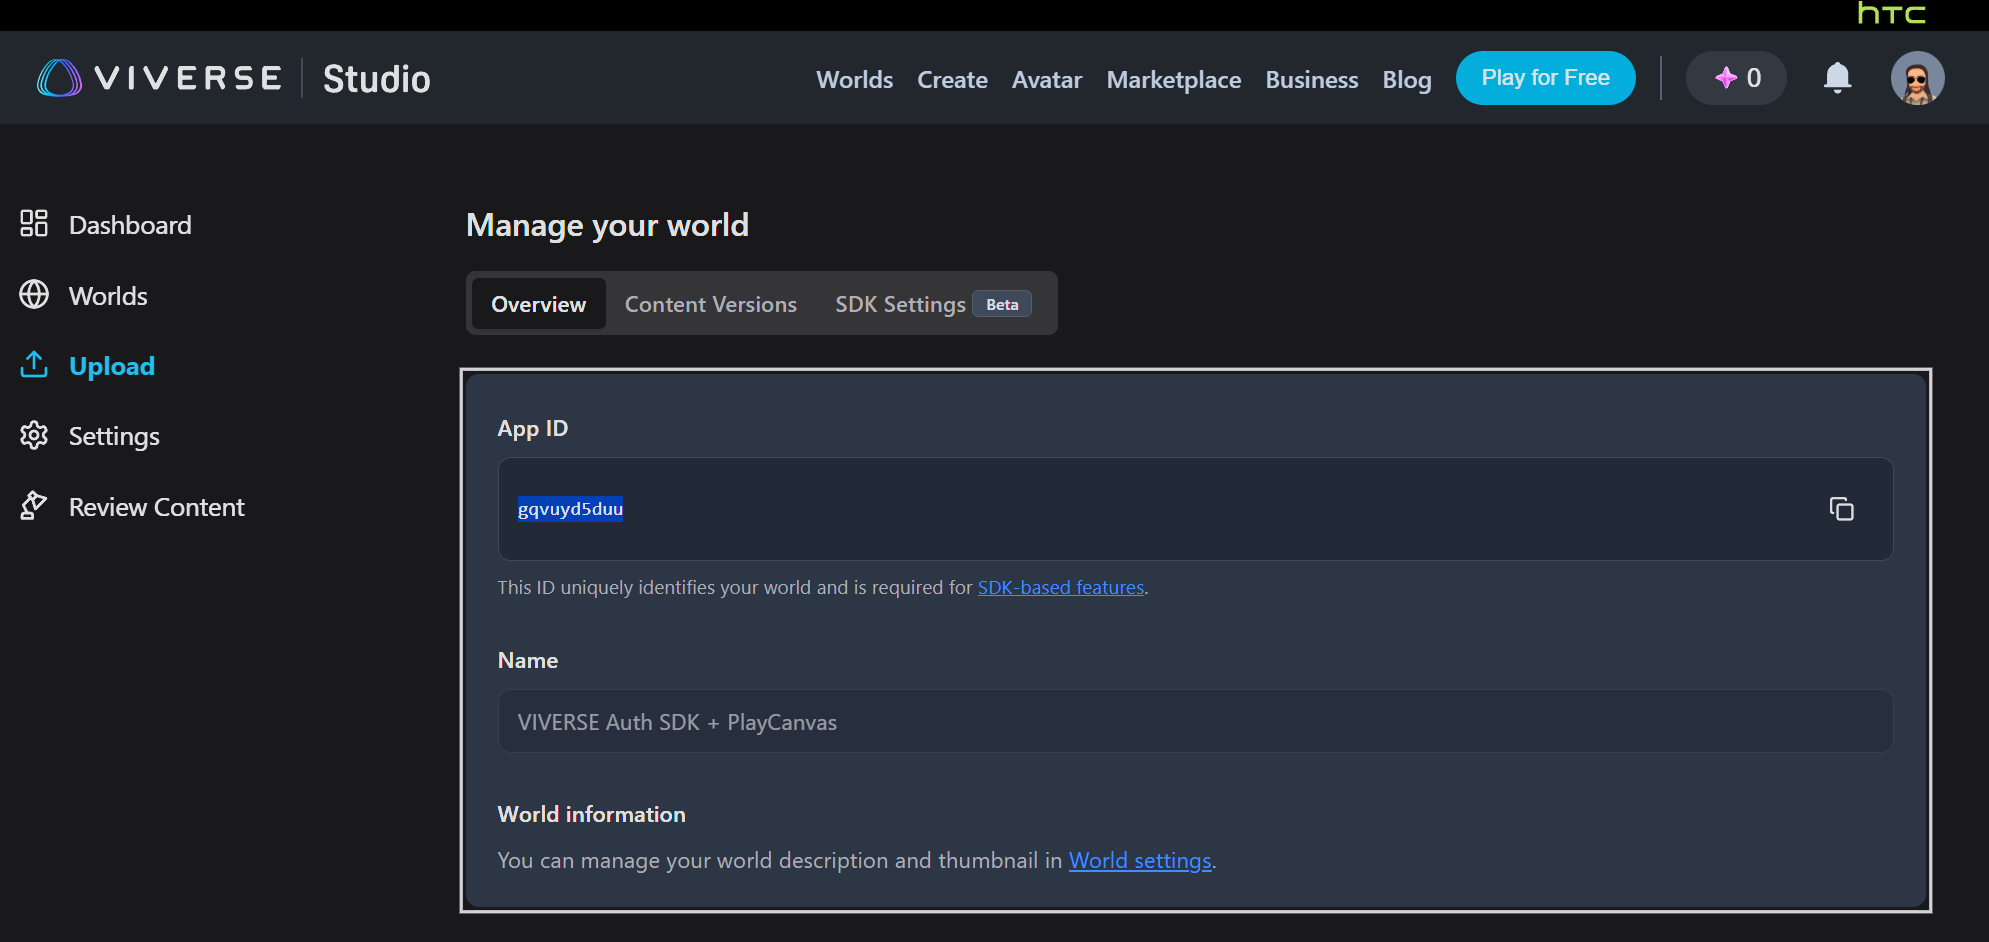 htc
VIVERSE Studio
Worlds Create Avatar Marketplace Business Blog Play for Free 0
Dashboard
Worlds
Upload
Settings
Review Content
Manage your world
Overview Content Versions SDK Settings Beta
App ID
gqvuyd5duu
This ID uniquely identifies your world and is required for SDK-based features.
Name
VIVERSE Auth SDK + PlayCanvas
World information
You can manage your world description and thumbnail in World settings.